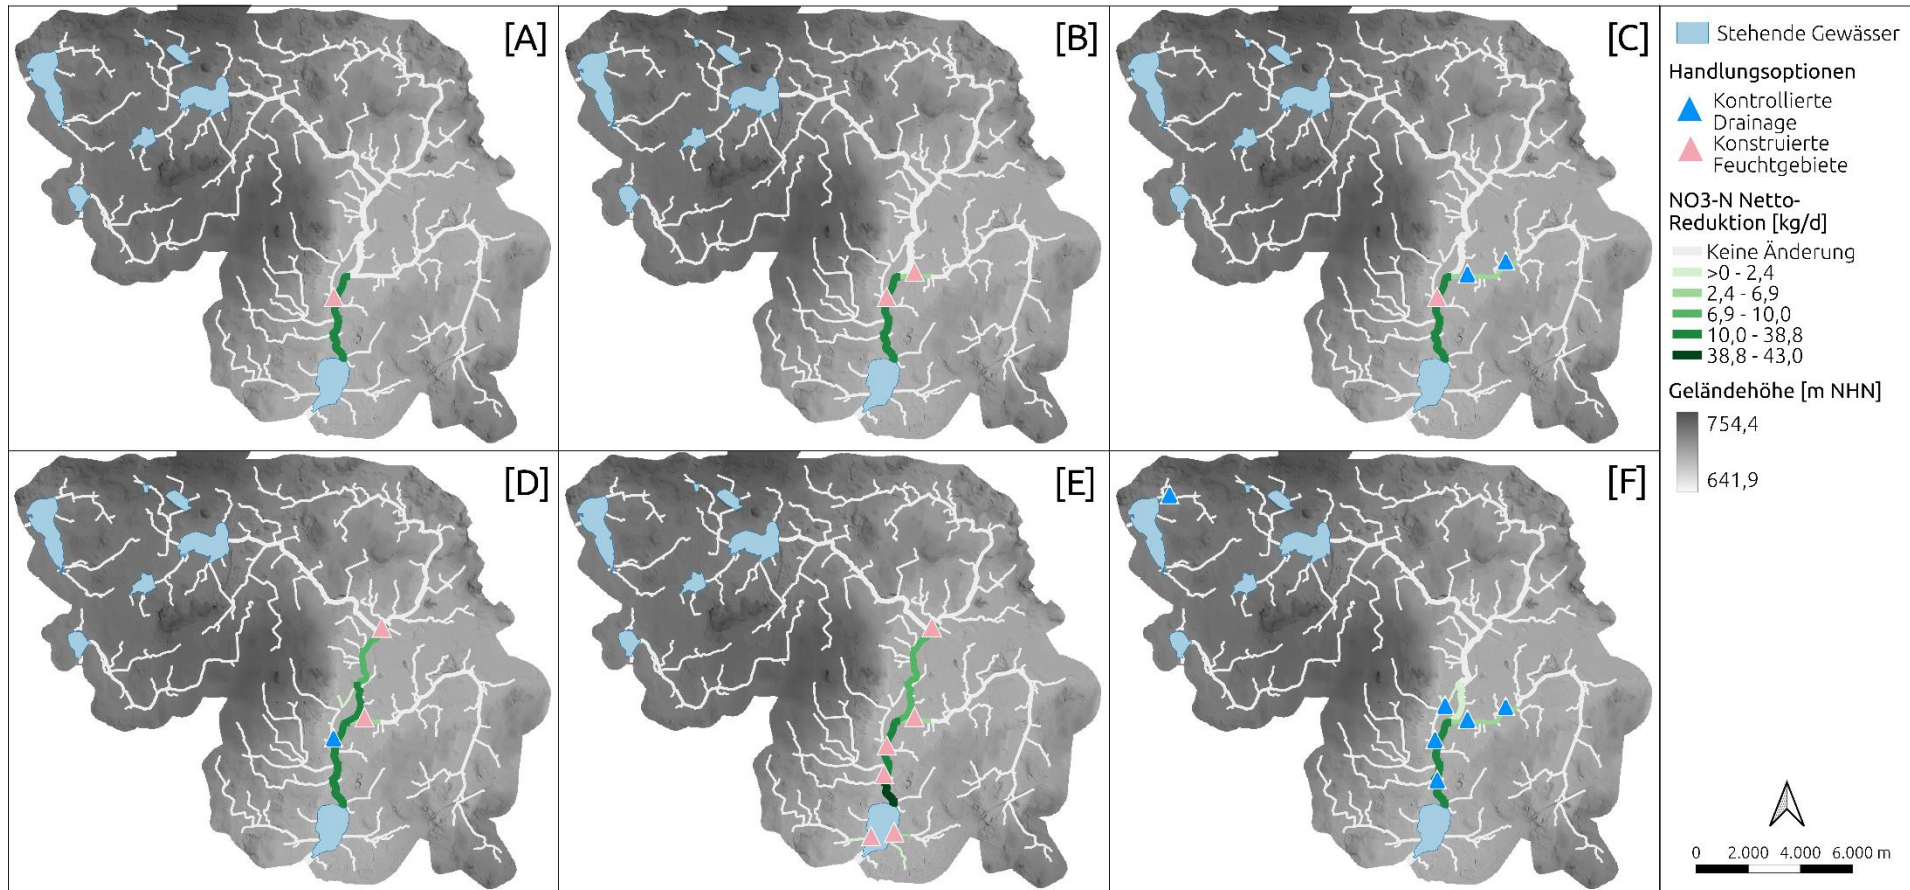 [A]
[B]
[C]
[D]
[E]
[F]
Stehende Gewässer
Handlungsoptionen
Kontrollierte
Drainage
Konstruierte
Feuchtgebiete
NO3-N Netto-
Reduktion [kg/d]
Keine Änderung
>0 - 2,4
2,4 - 6,9
6,9 - 10,0
10,0 - 38,8
38,8 - 43,0
Geländehöhe [m NHN]
754,4
641,9
0 2.000 4.000 6.000 m